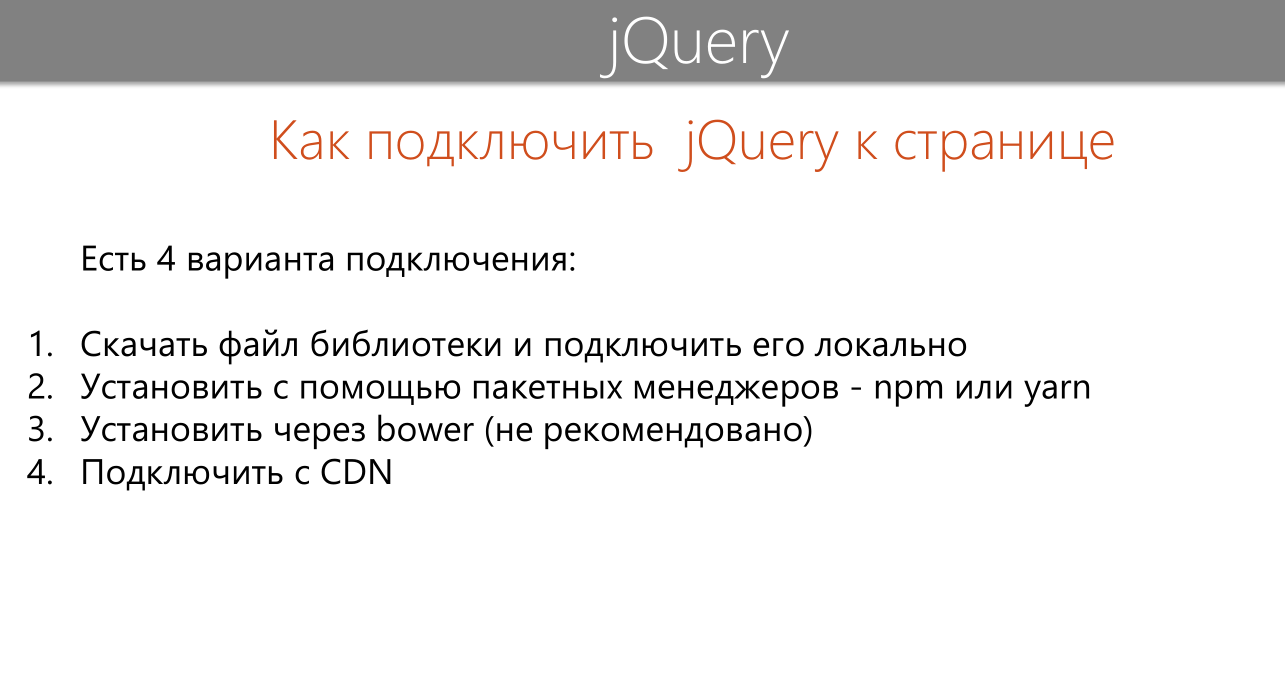 jQuery
Как подключить jQuery к странице
Есть 4 варианта подключения:
1. Скачать файл библиотеки и подключить его локально
2. Установить с помощью пакетных менеджеров - npm или yarn
3. Установить через bower (не рекомендовано)
4. Подключить с CDN